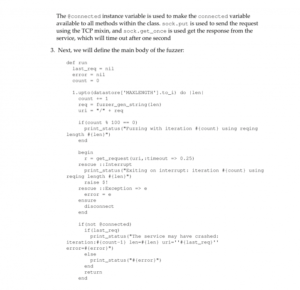 The @connected instance variable is used to make the connected variable
available to all methods within the class. sock.put is used to send the request
using the TCP mixin, and sock.get_once is used get the response from the
service, which will time out after one second.
3. Next, we will define the main body of the fuzzer:
def run
last_req = nil
error = nil
count = 0
1.upto(datastore['MAXLENGTH'].to_i) do |len|
count += 1
req = fuzzer_gen_string(len)
uri = "/" + req
if(count % 100 == 0)
print_status("Fuzzing with iteration #{count} using reqing
length #{len}")
end
begin
r = get_request(uri,:timeout => 0.25)
rescue ::Interrupt
print_status("Exiting on interrupt: iteration #{count} using
reqing length #{len}")
raise $!
rescue ::Exception => e
error = e
ensure
disconnect
end
if(not @connected)
if(last_req)
print_status("The service may have crashed:
iteration:#{count-1} len=#{len} uri=''#{last_req}''
error=#{error}")
else
print_status("#{error}")
end
return
end